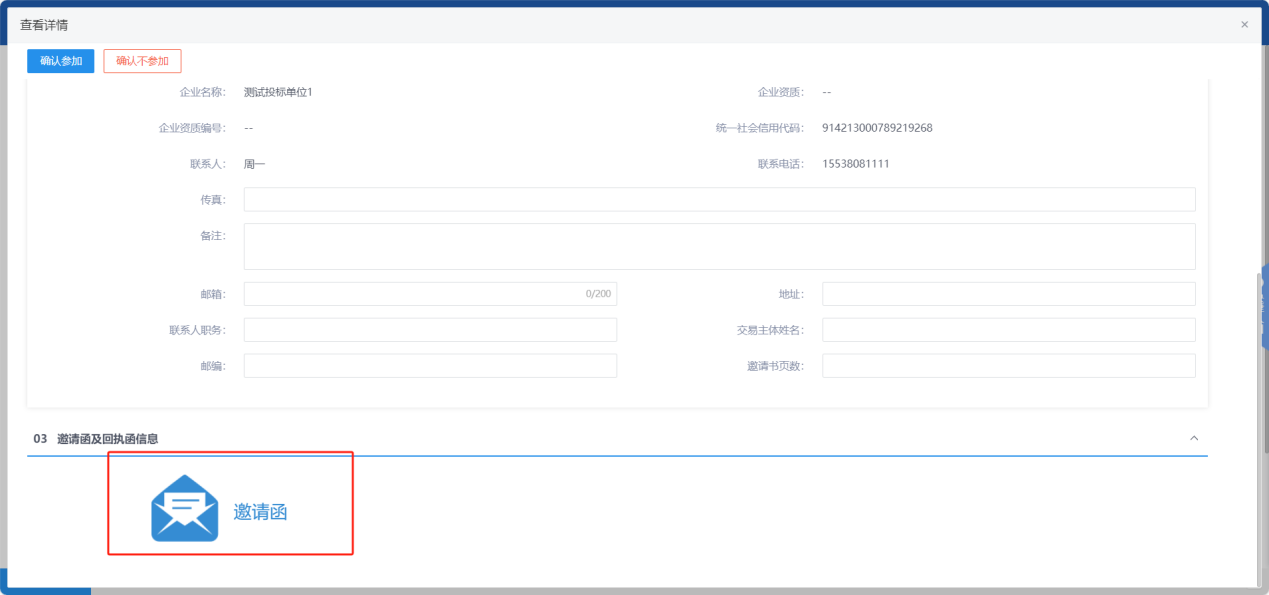 查看详情
×
确认参加 确认不参加
企业名称： 测试投标单位1 企业资质： --
企业资质编号： -- 统一社会信用代码： 914213000789219268
联系人： 周一 联系电话： 15538081111
传真：
备注：
邮箱： 0/200 地址：
联系人职务： 交易主体姓名：
邮编： 邀请书页数：
03 邀请函及回执函信息
邀请函